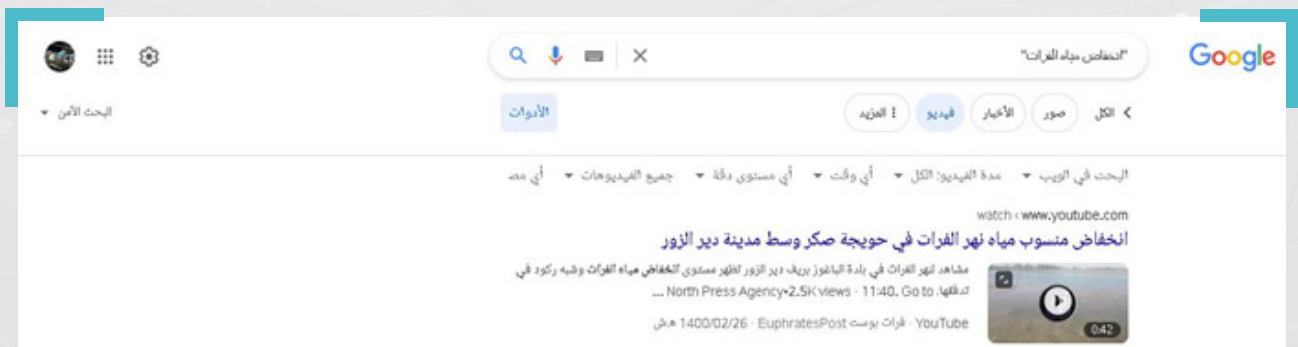 Google
"انخفاض مياه الفرات"
الكل صور الأخبار فيديو المزيد الأدوات البحث الآمن
البحث في الويب مدة الفيديو: الكل أي وقت أي مستوى دقة جميع الفيديوهات أي مص
watch › www.youtube.com
انخفاض منسوب مياه نهر الفرات في حويجة صكر وسط مدينة دير الزور
مشاهد لنهر الفرات في بلدة الباغوز بريف دير الزور تظهر مستوى انخفاض مياه الفرات وشبه ركود في
تدفقها. North Press Agency•2.5K views · 11:40. Go to ...
YouTube · فرات بوست EuphratesPost · 1400/02/26 ه.ش
0:42